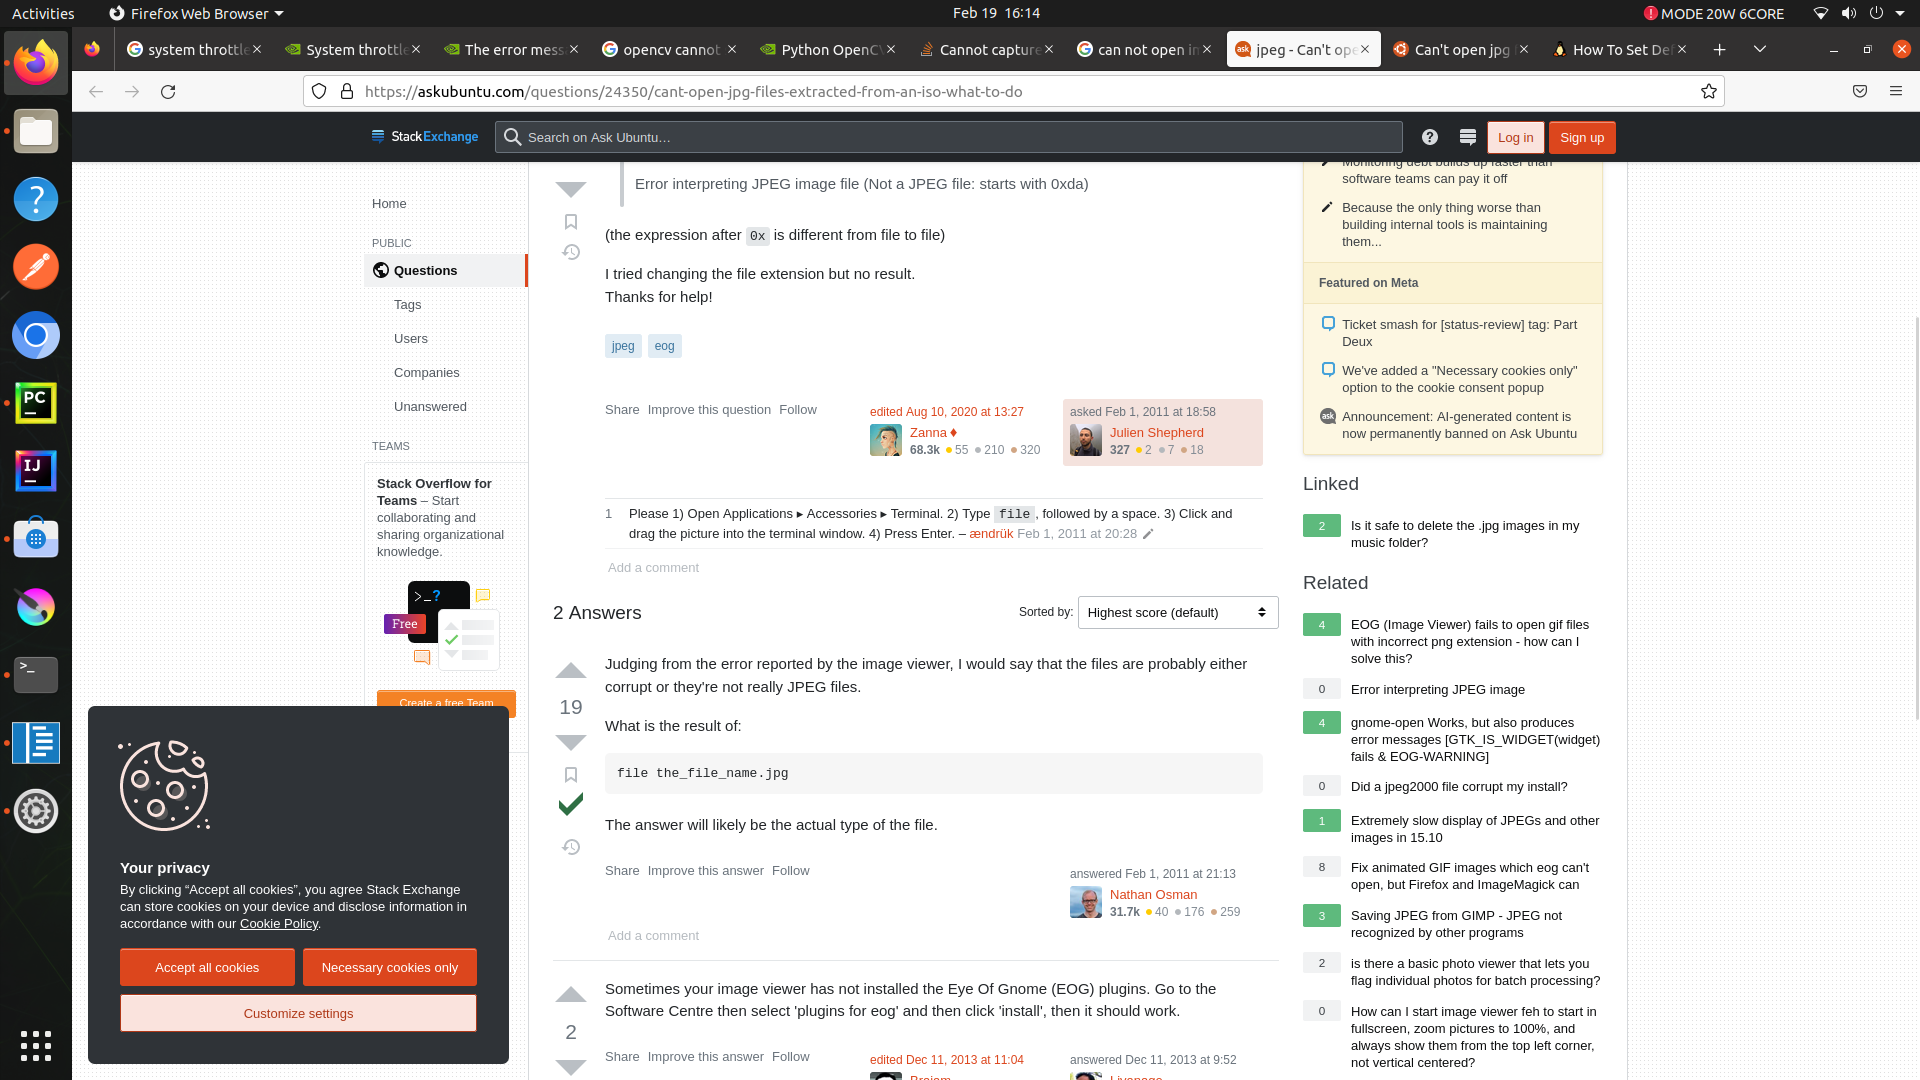 Activities
Firefox Web Browser
Feb 19 16:14
MODE 20W 6CORE
system throttle
System throttle
The error mess
opencv cannot
Python OpenCV
Cannot capture
can not open in
jpeg - Can't ope
Can't open jpg
How To Set Def
https://askubuntu.com/questions/24350/cant-open-jpg-files-extracted-from-an-iso-what-to-do
StackExchange
Search on Ask Ubuntu…
Log in
Sign up
Home
PUBLIC
Questions
Tags
Users
Companies
Unanswered
TEAMS
Stack Overflow for
Teams – Start
collaborating and
sharing organizational
knowledge.
>_?
Free
Create a free Team
Error interpreting JPEG image file (Not a JPEG file: starts with 0xda)
(the expression after 0x is different from file to file)
I tried changing the file extension but no result.
Thanks for help!
jpeg
eog
Share Improve this question Follow
edited Aug 10, 2020 at 13:27
Zanna ♦
68.3k 55 210 320
asked Feb 1, 2011 at 18:58
Julien Shepherd
327 2 7 18
1
Please 1) Open Applications ▸ Accessories ▸ Terminal. 2) Type file, followed by a space. 3) Click and
drag the picture into the terminal window. 4) Press Enter. – ændrük Feb 1, 2011 at 20:28
Add a comment
2 Answers
Sorted by:
Highest score (default)
19
Judging from the error reported by the image viewer, I would say that the files are probably either
corrupt or they're not really JPEG files.
What is the result of:
file the_file_name.jpg
The answer will likely be the actual type of the file.
Share Improve this answer Follow
answered Feb 1, 2011 at 21:13
Nathan Osman
31.7k 40 176 259
Add a comment
2
Sometimes your image viewer has not installed the Eye Of Gnome (EOG) plugins. Go to the
Software Centre then select 'plugins for eog' and then click 'install', then it should work.
Share Improve this answer Follow
edited Dec 11, 2013 at 11:04
answered Dec 11, 2013 at 9:52
Monitoring debt builds up faster than
software teams can pay it off
Because the only thing worse than
building internal tools is maintaining
them...
Featured on Meta
Ticket smash for [status-review] tag: Part
Deux
We've added a "Necessary cookies only"
option to the cookie consent popup
ask
Announcement: AI-generated content is
now permanently banned on Ask Ubuntu
Linked
2
Is it safe to delete the .jpg images in my
music folder?
Related
4
EOG (Image Viewer) fails to open gif files
with incorrect png extension - how can I
solve this?
0
Error interpreting JPEG image
4
gnome-open Works, but also produces
error messages [GTK_IS_WIDGET(widget)
fails & EOG-WARNING]
0
Did a jpeg2000 file corrupt my install?
1
Extremely slow display of JPEGs and other
images in 15.10
8
Fix animated GIF images which eog can't
open, but Firefox and ImageMagick can
3
Saving JPEG from GIMP - JPEG not
recognized by other programs
2
is there a basic photo viewer that lets you
flag individual photos for batch processing?
0
How can I start image viewer feh to start in
fullscreen, zoom pictures to 100%, and
always show them from the top left corner,
not vertical centered?
Your privacy
By clicking “Accept all cookies”, you agree Stack Exchange
can store cookies on your device and disclose information in
accordance with our Cookie Policy.
Accept all cookies
Necessary cookies only
Customize settings
PC
IJ
>_